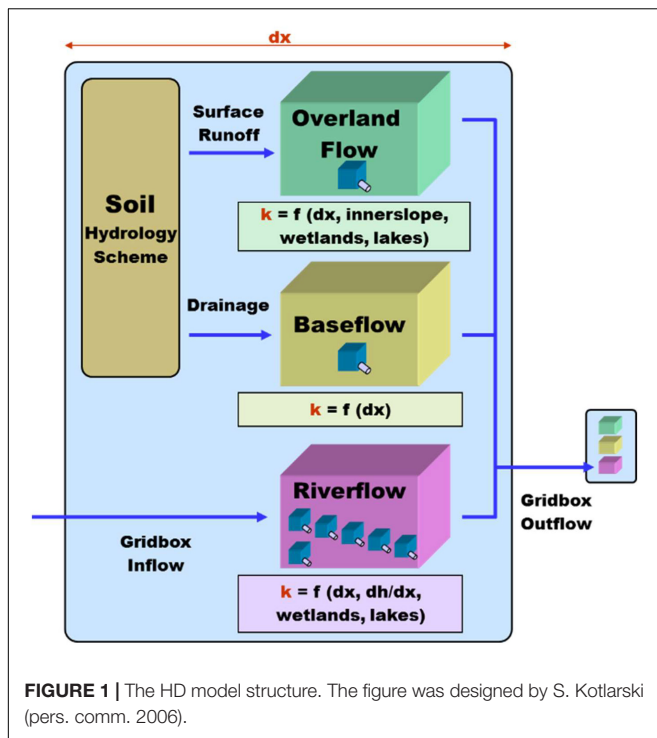 dx
Surface
Runoff
Overland
Flow
k = f (dx, innerslope,
wetlands, lakes)
Soil
Hydrology
Scheme
Drainage
Baseflow
k = f (dx)
Riverflow
Gridbox
Inflow
k = f (dx, dh/dx,
wetlands, lakes)
Gridbox
Outflow
FIGURE 1 | The HD model structure. The figure was designed by S. Kotlarski
(pers. comm. 2006).